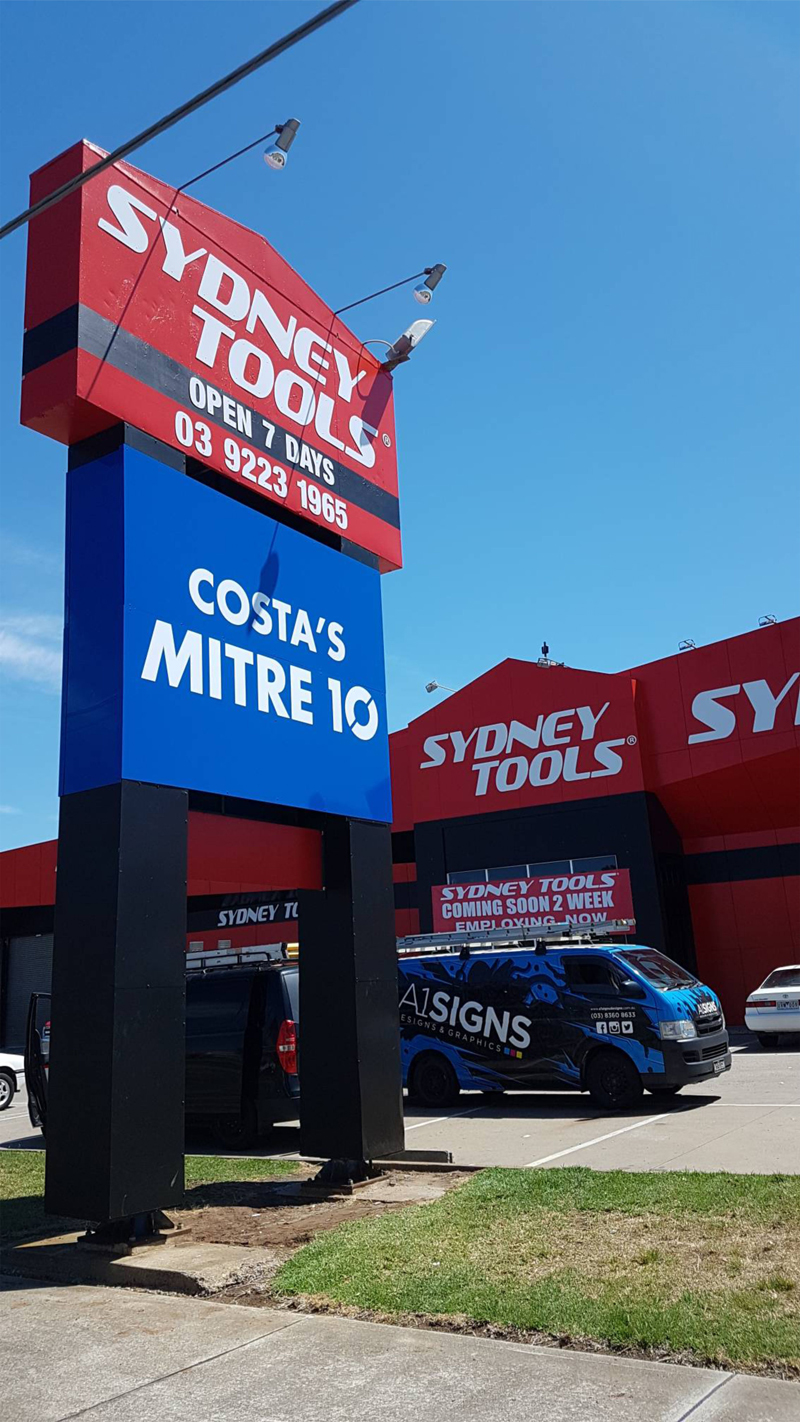 SYDNEY
TOOLS®
OPEN 7 DAYS
03 9223 1965
COSTA'S
MITRE 10
SYDNEY
TOOLS®
SY
SYDNEY TOOLS
COMING SOON 2 WEEK
EMPLOYING NOW
SYDNEY TO
A1SIGNS
DESIGNS & GRAPHICS
(03) 8360 8633
A1SIGNS